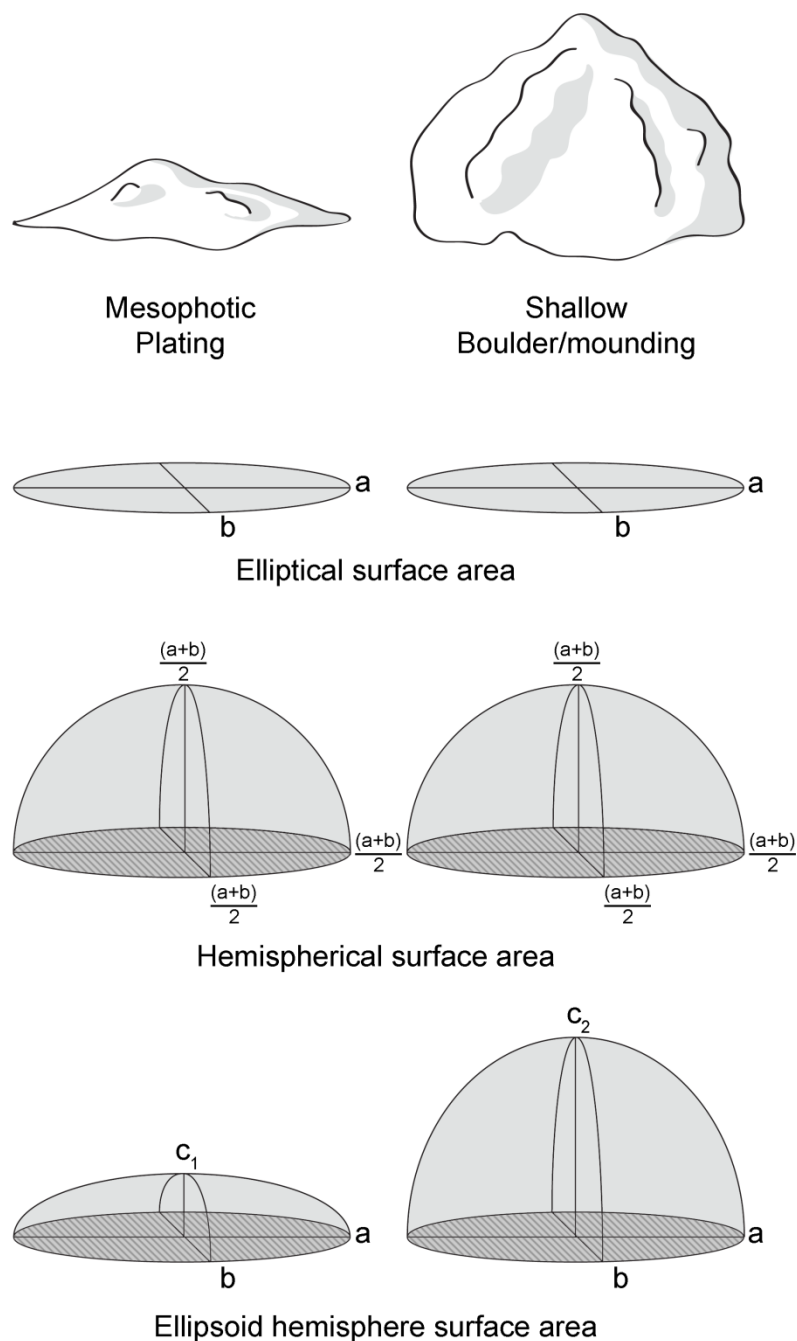 Mesophotic
Plating
Shallow
Boulder/mounding
a
b
a
b
Elliptical surface area
(a+b)
2
(a+b)
2
(a+b)
2
(a+b)
2
(a+b)
2
(a+b)
2
Hemispherical surface area
c₁
a
b
c₂
a
b
Ellipsoid hemisphere surface area